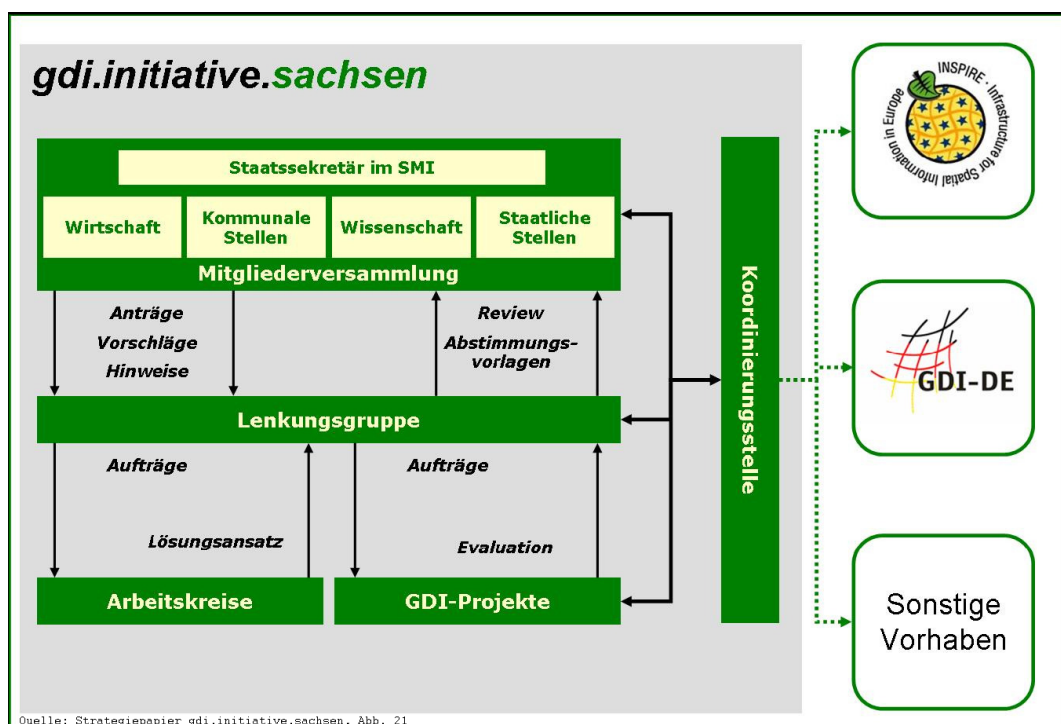 gdi.initiative.sachsen
Staatssekretär im SMI
Wirtschaft
Kommunale
Stellen
Wissenschaft
Staatliche
Stellen
Mitgliederversammlung
Anträge
Vorschläge
Hinweise
Review
Abstimmungs-
vorlagen
Lenkungsgruppe
Aufträge
Aufträge
Lösungsansatz
Evaluation
Arbeitskreise
GDI-Projekte
Koordinierungsstelle
INSPIRE · Infrastructure for Spatial Information in Europe
GDI-DE
Sonstige
Vorhaben
Quelle: Strategiepapier gdi.initiative.sachsen, Abb. 21